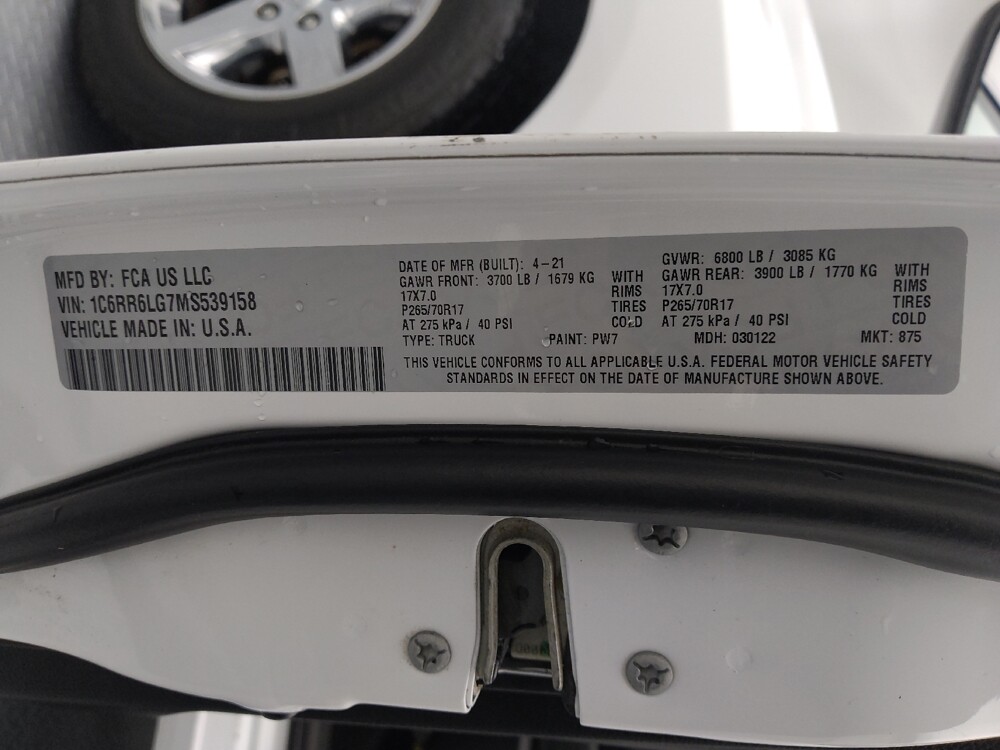 MFD BY: FCA US LLC
VIN: 1C6RR6LG7MS539158
VEHICLE MADE IN: U.S.A.
DATE OF MFR (BUILT): 4-21
GAWR FRONT: 3700 LB / 1679 KG WITH
17X7.0 RIMS
P265/70R17 TIRES
AT 275 kPa / 40 PSI COLD
GVWR: 6800 LB / 3085 KG
GAWR REAR: 3900 LB / 1770 KG WITH
17X7.0 RIMS
P265/70R17 TIRES
AT 275 kPa / 40 PSI COLD
TYPE: TRUCK PAINT: PW7 MDH: 030122 MKT: 875
THIS VEHICLE CONFORMS TO ALL APPLICABLE U.S.A. FEDERAL MOTOR VEHICLE SAFETY
STANDARDS IN EFFECT ON THE DATE OF MANUFACTURE SHOWN ABOVE.